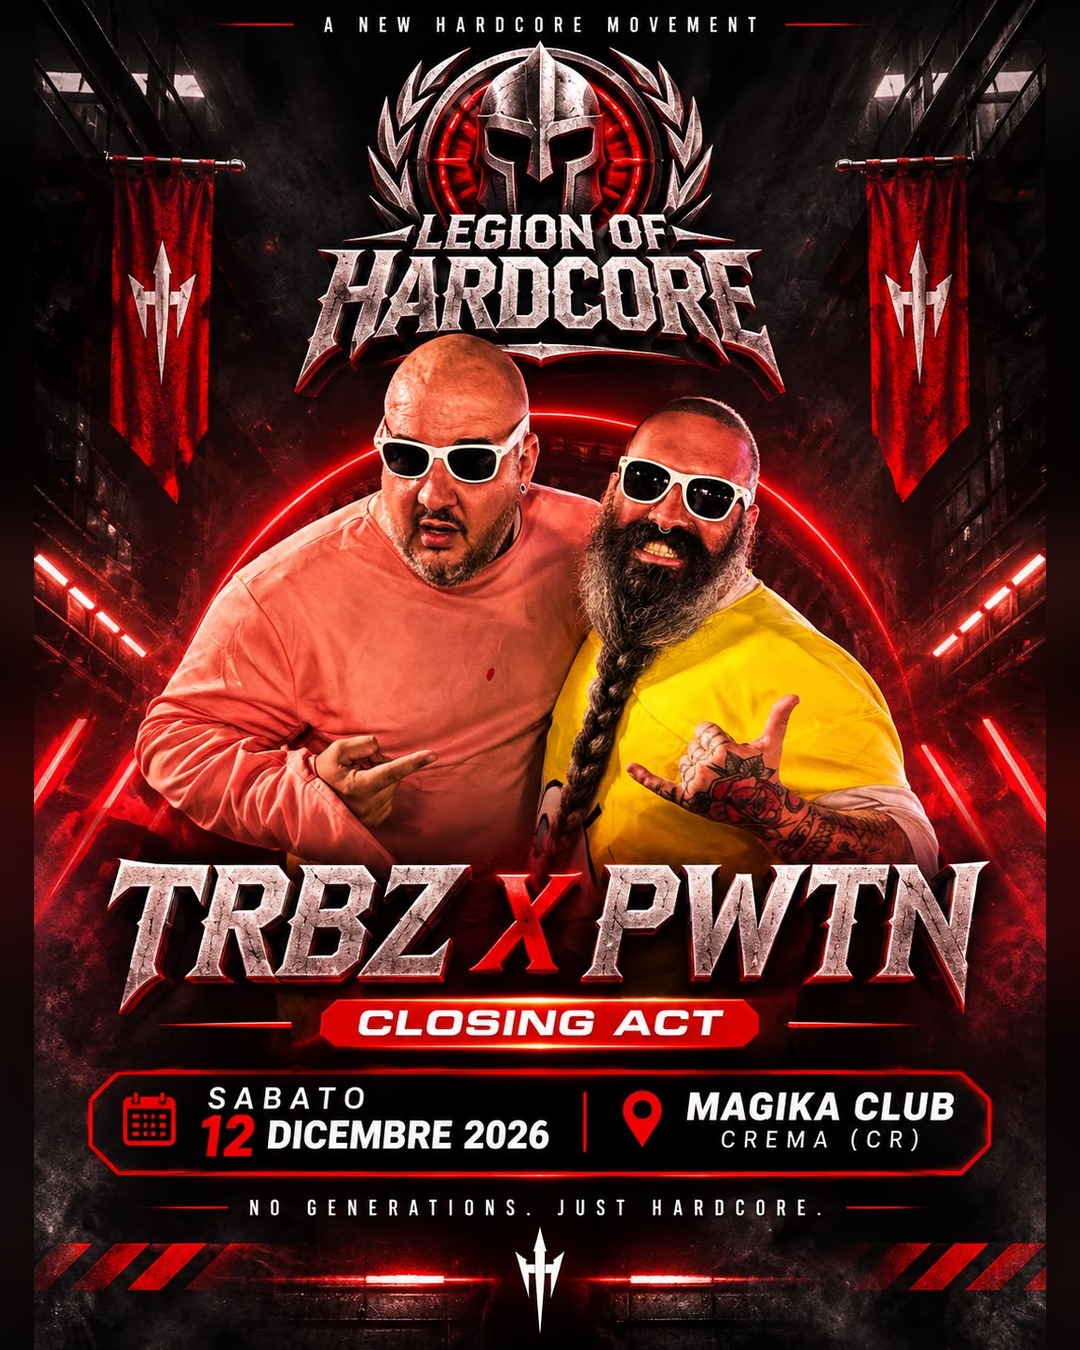 A NEW HARDCORE MOVEMENT
LEGION OF
HARDCORE
TRBZ X PWTN
CLOSING ACT
SABATO
12 DICEMBRE 2026
MAGIKA CLUB
CREMA (CR)
NO GENERATIONS. JUST HARDCORE.